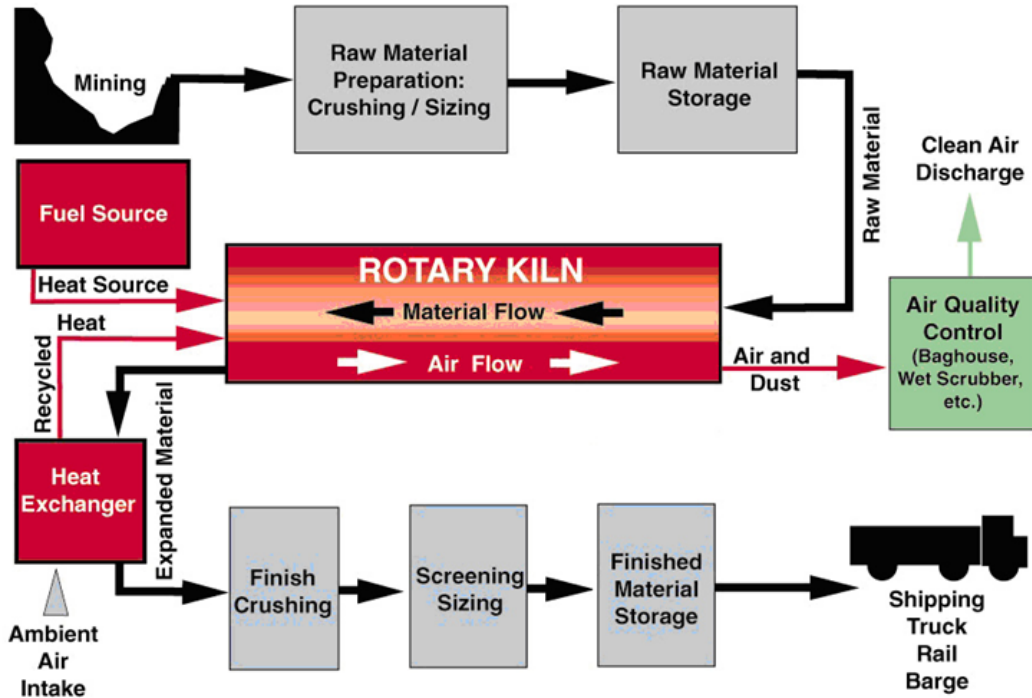 Mining
Raw Material
Preparation:
Crushing / Sizing
Raw Material
Storage
Raw Material
Clean Air
Discharge
Fuel Source
Heat Source
ROTARY KILN
Material Flow
Air Flow
Heat
Recycled
Air and
Dust
Air Quality
Control
(Baghouse,
Wet Scrubber,
etc.)
Heat
Exchanger
Expanded Material
Ambient
Air
Intake
Finish
Crushing
Screening
Sizing
Finished
Material
Storage
Shipping
Truck
Rail
Barge